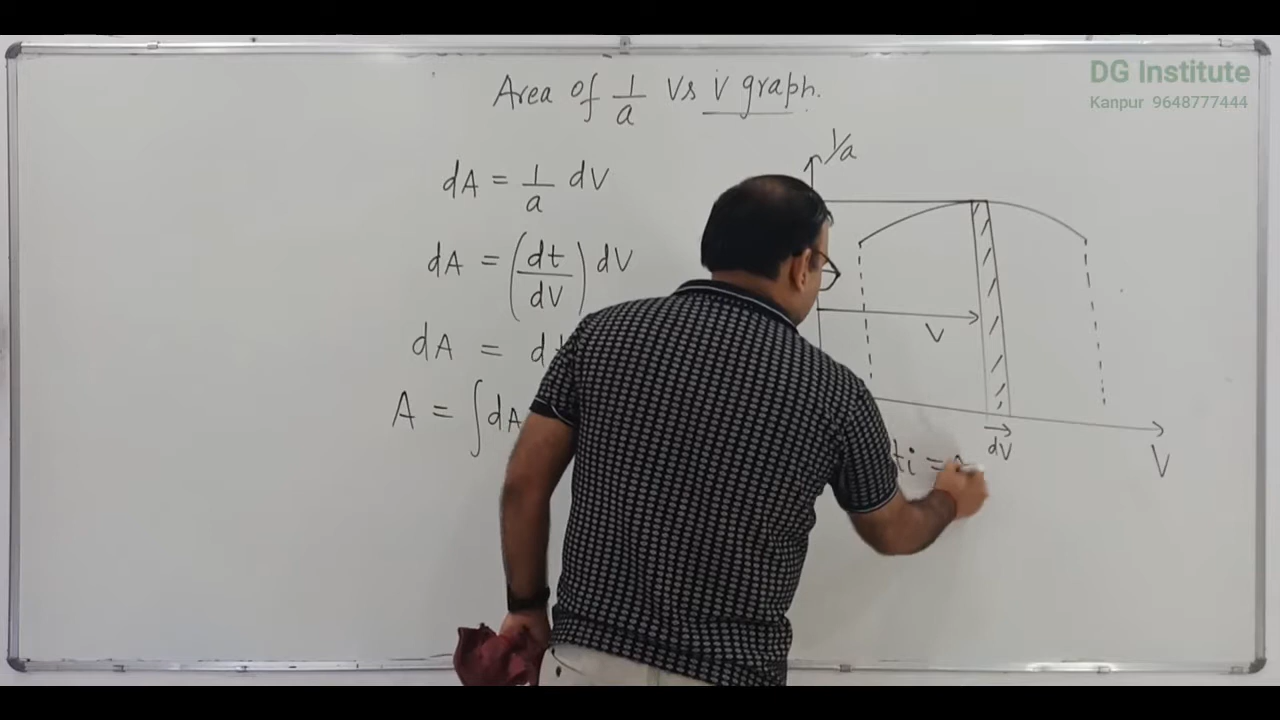 DG Institute
Kanpur 9648777444
Area of 1/a vs v graph.
dA = 1/a dV
dA = (dt/dV) dV
dA =
A = ∫dA
1/a
V
dV
V
ti =